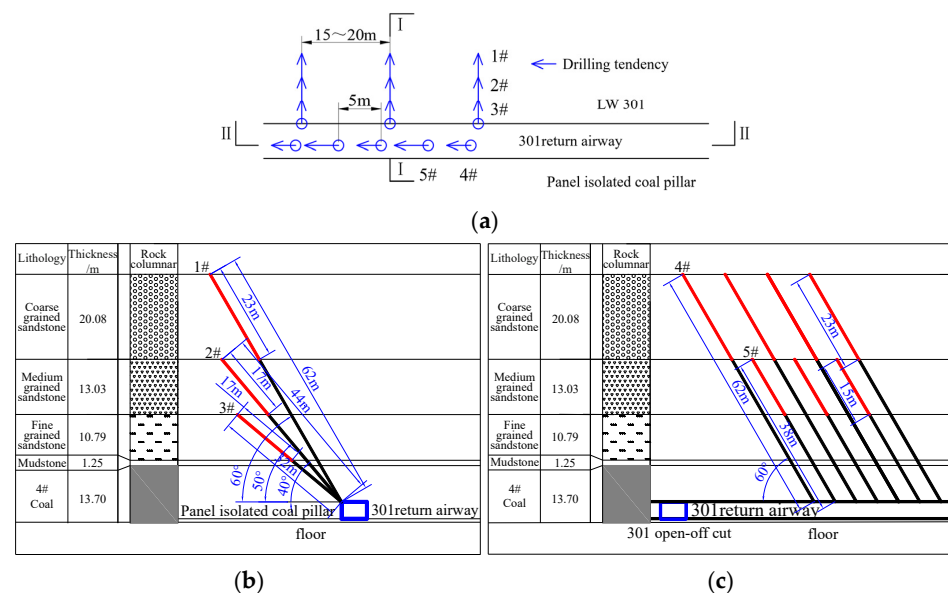 I
15～20m
1#
2#
3#
Drilling tendency
5m
LW 301
II
II
301return airway
I
5#
4#
Panel isolated coal pillar
(a)
Lithology
Thickness
/m
Rock
columnar
Coarse
grained
sandstone
20.08
Medium
grained
sandstone
13.03
Fine
grained
sandstone
10.79
Mudstone
1.25
4#
Coal
13.70
1#
23m
2#
62m
17m
17m
44m
3#
60°
50°
40°
Panel isolated coal pillar
301return airway
floor
(b)
Lithology
Thickness
/m
Rock
columnar
Coarse
grained
sandstone
20.08
Medium
grained
sandstone
13.03
Fine
grained
sandstone
10.79
Mudstone
1.25
4#
Coal
13.70
4#
23m
5#
62m
15m
38m
60°
301return airway
301 open-off cut
floor
(c)